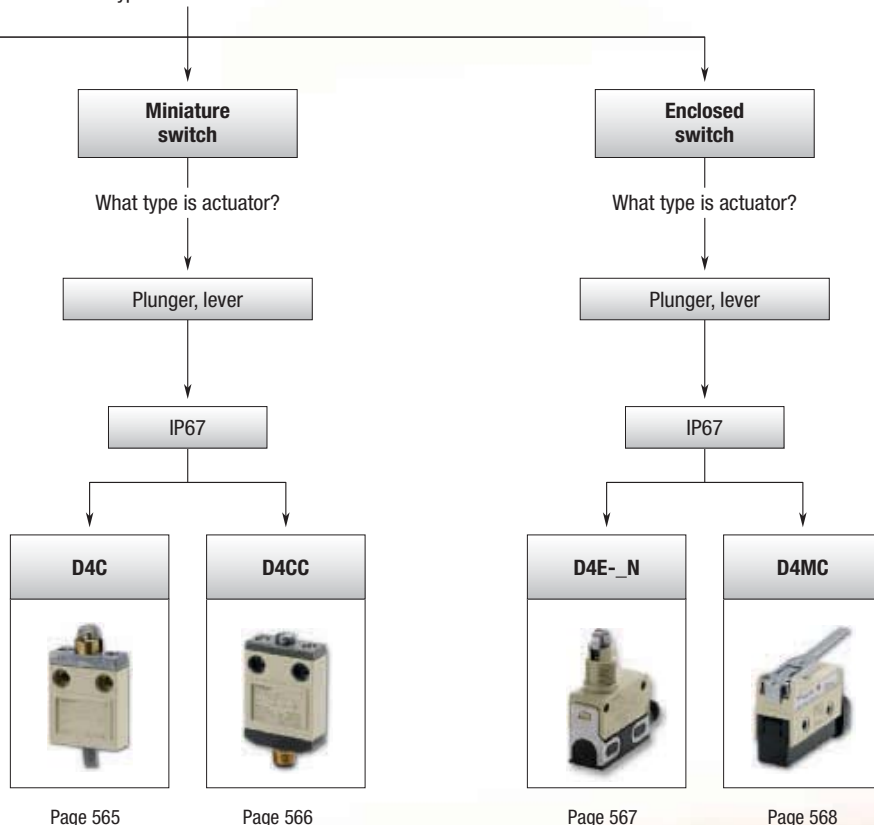 Miniature
switch
Enclosed
switch
What type is actuator?
What type is actuator?
Plunger, lever
Plunger, lever
IP67
IP67
D4C
D4CC
D4E-_N
D4MC
Page 565
Page 566
Page 567
Page 568